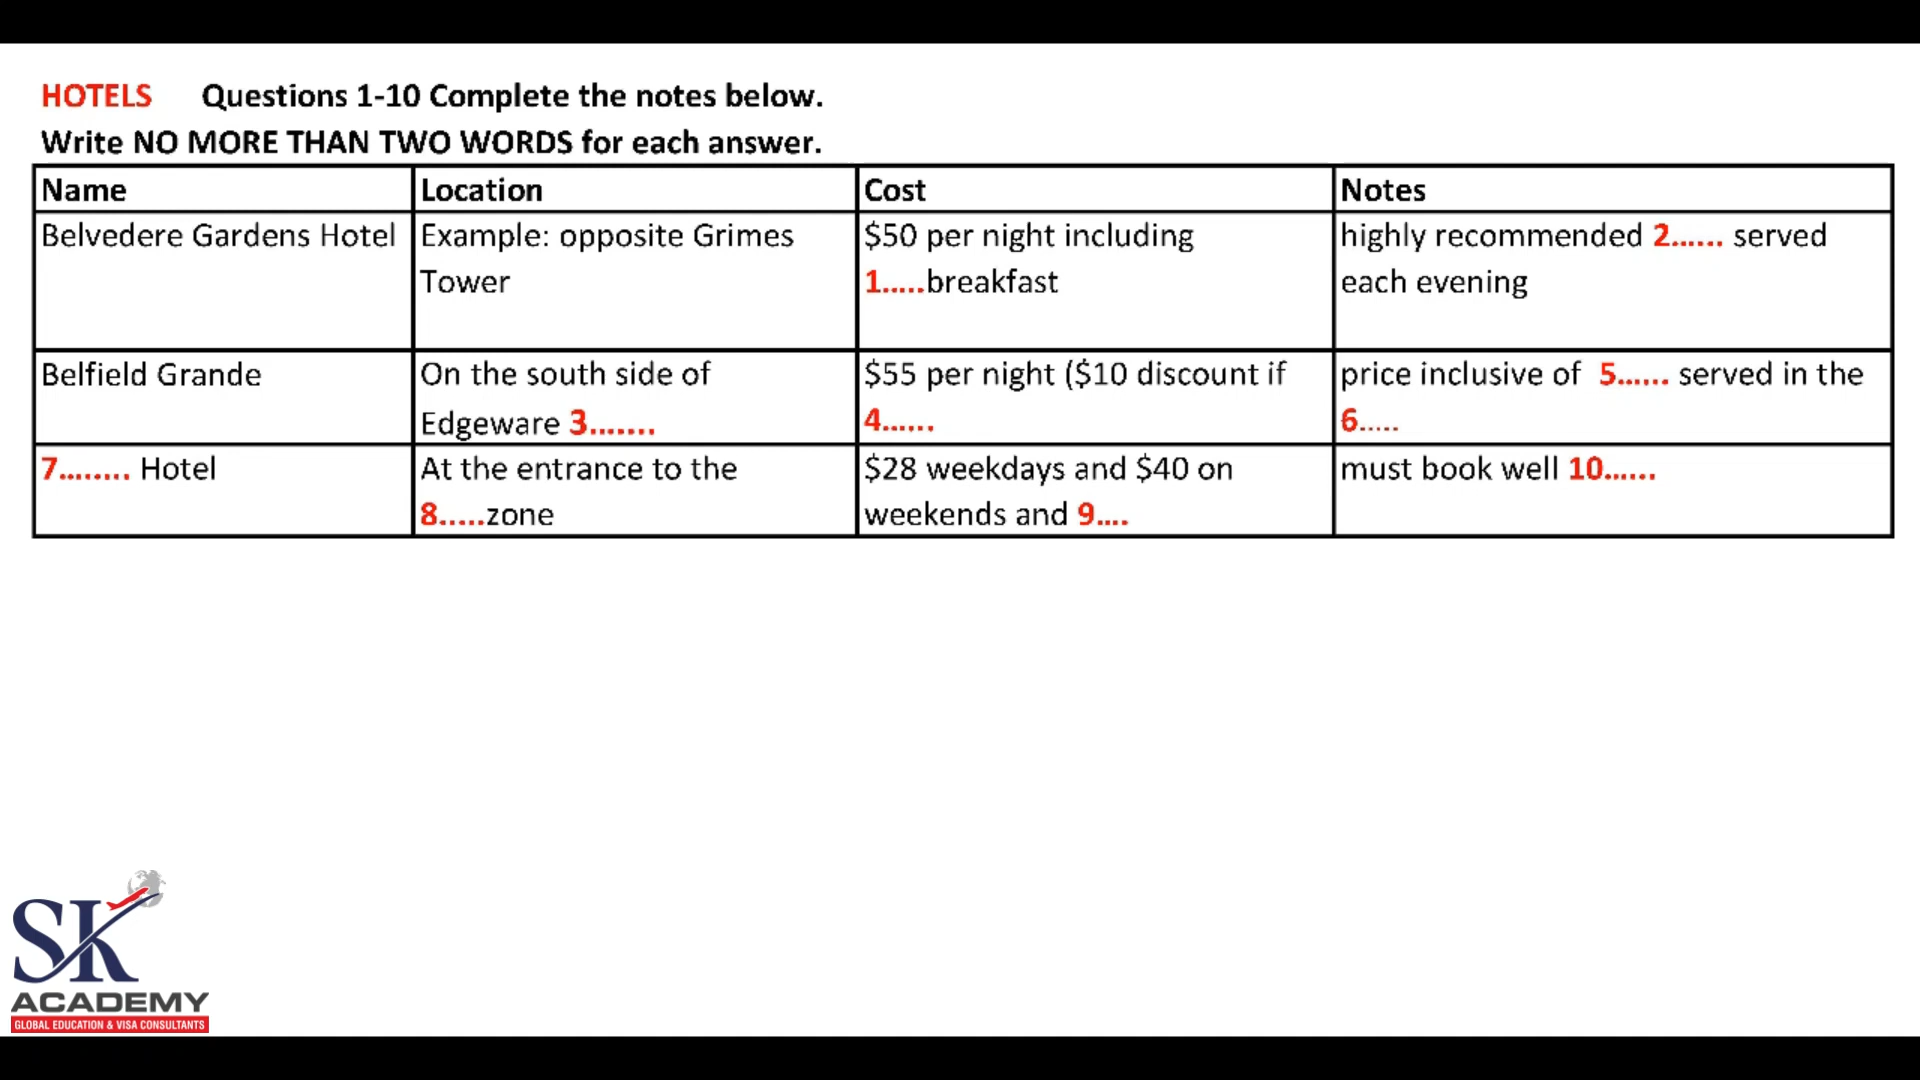 HOTELS Questions 1-10 Complete the notes below.
Write NO MORE THAN TWO WORDS for each answer.
Name Location Cost Notes
Belvedere Gardens Hotel
Example: opposite Grimes
Tower
$50 per night including
1.....breakfast
highly recommended 2...... served
each evening
Belfield Grande
On the south side of
Edgeware 3.......
$55 per night ($10 discount if
4......
price inclusive of 5...... served in the
6.....
7........ Hotel
At the entrance to the
8.....zone
$28 weekdays and $40 on
weekends and 9....
must book well 10......
SK
ACADEMY
GLOBAL EDUCATION & VISA CONSULTANTS